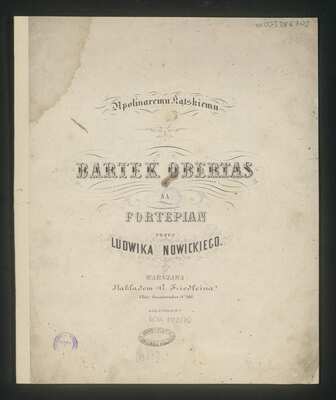 Apolinaremu Kątskiemu
BARTEK OBERTAS
NA
FORTEPIAN
PRZEZ
LUDWIKA NOWICKIEGO.
WARSZAWA
Nakładem R. Friedleina